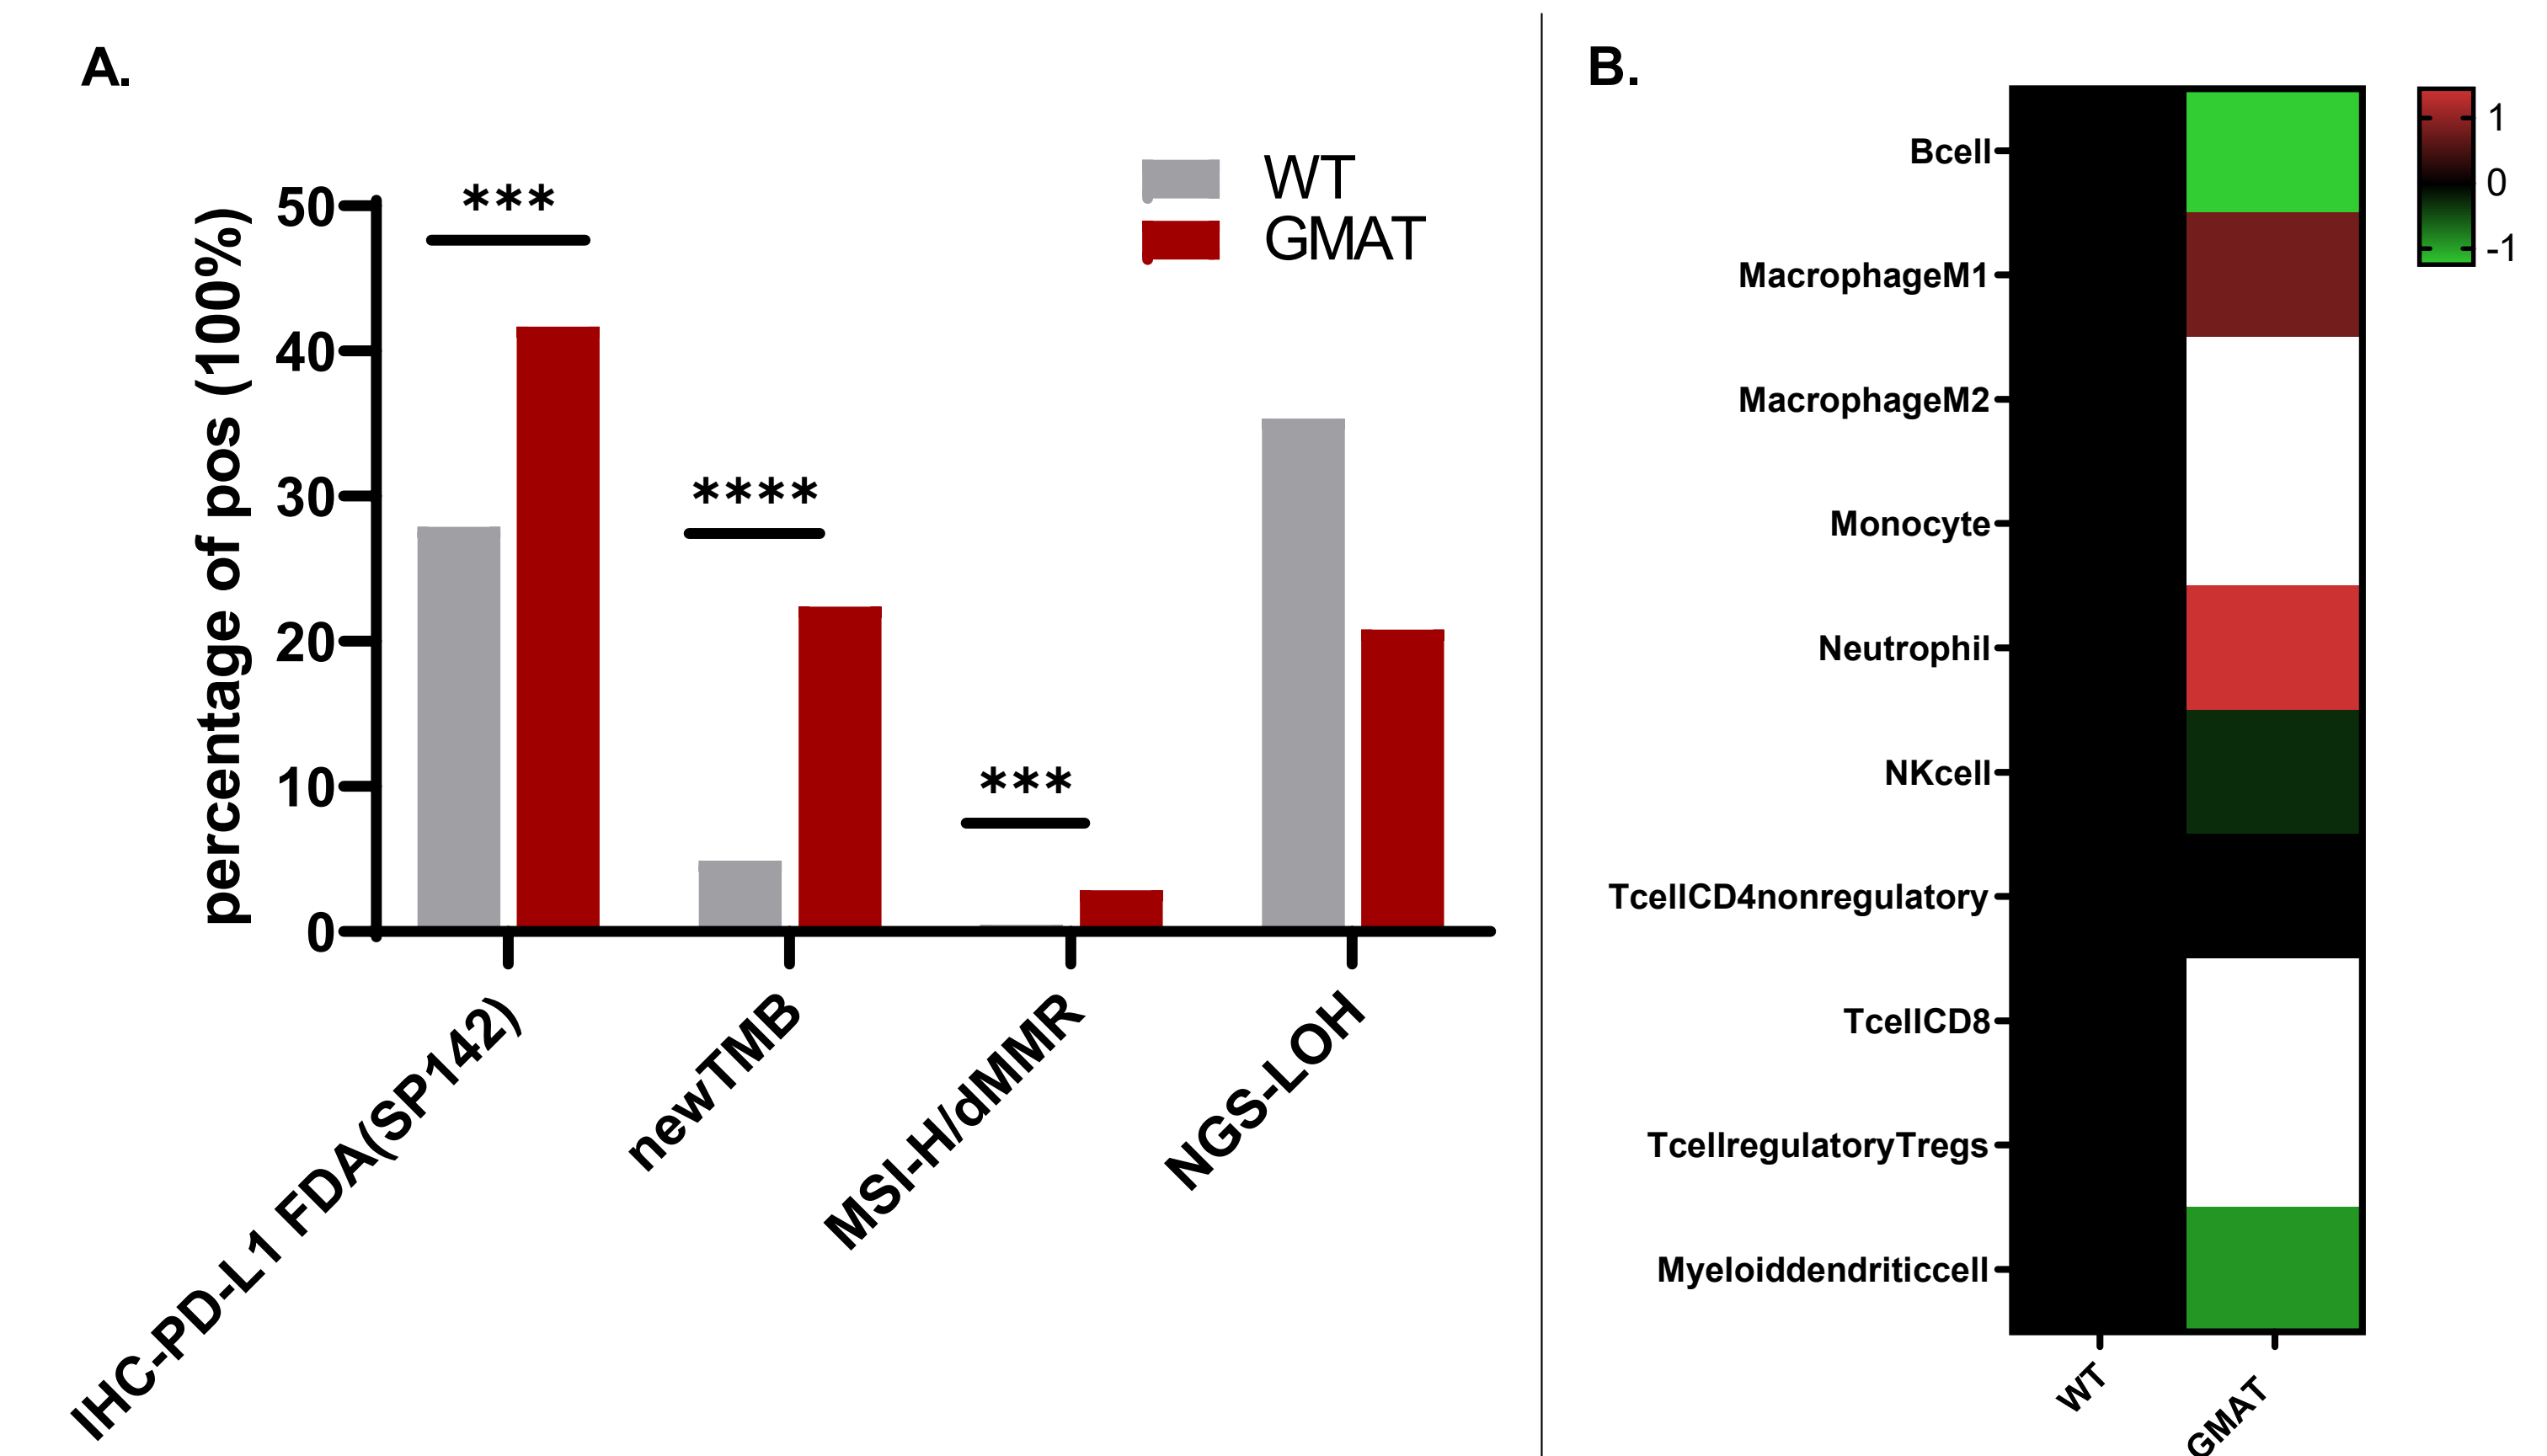 A.
***
****
***
WT
GMAT
percentage of pos (100%)
50
40
30
20
10
0
IHC-PD-L1 FDA(SP142)
newTMB
MSI-H/dMMR
NGS-LOH
B.
Bcell
MacrophageM1
MacrophageM2
Monocyte
Neutrophil
NKcell
TcellCD4nonregulatory
TcellCD8
TcellregulatoryTregs
Myeloiddendriticcell
WT
GMAT
1
0
-1